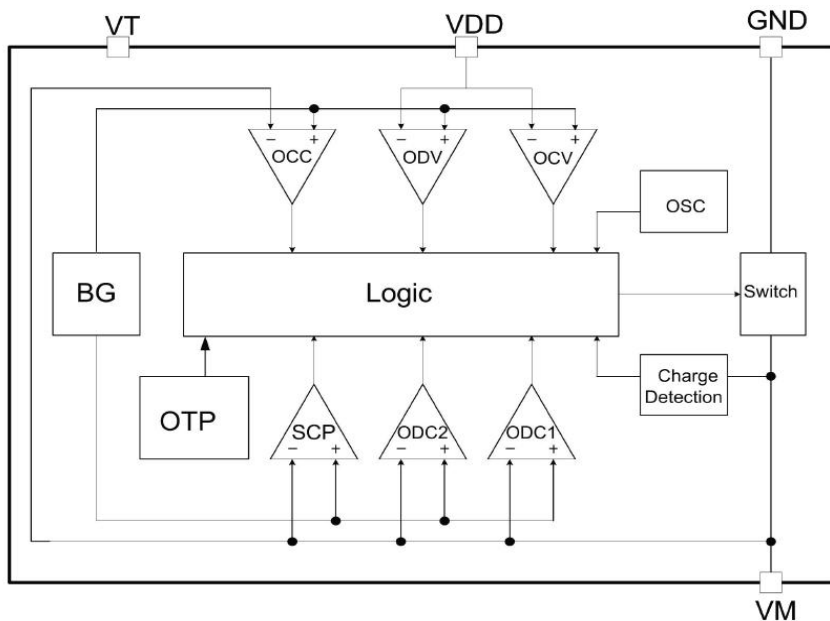 VT
VDD
GND
− +
OCC
− +
ODV
− +
OCV
OSC
BG
Logic
Switch
OTP
SCP
− +
ODC2
− +
ODC1
− +
Charge
Detection
VM